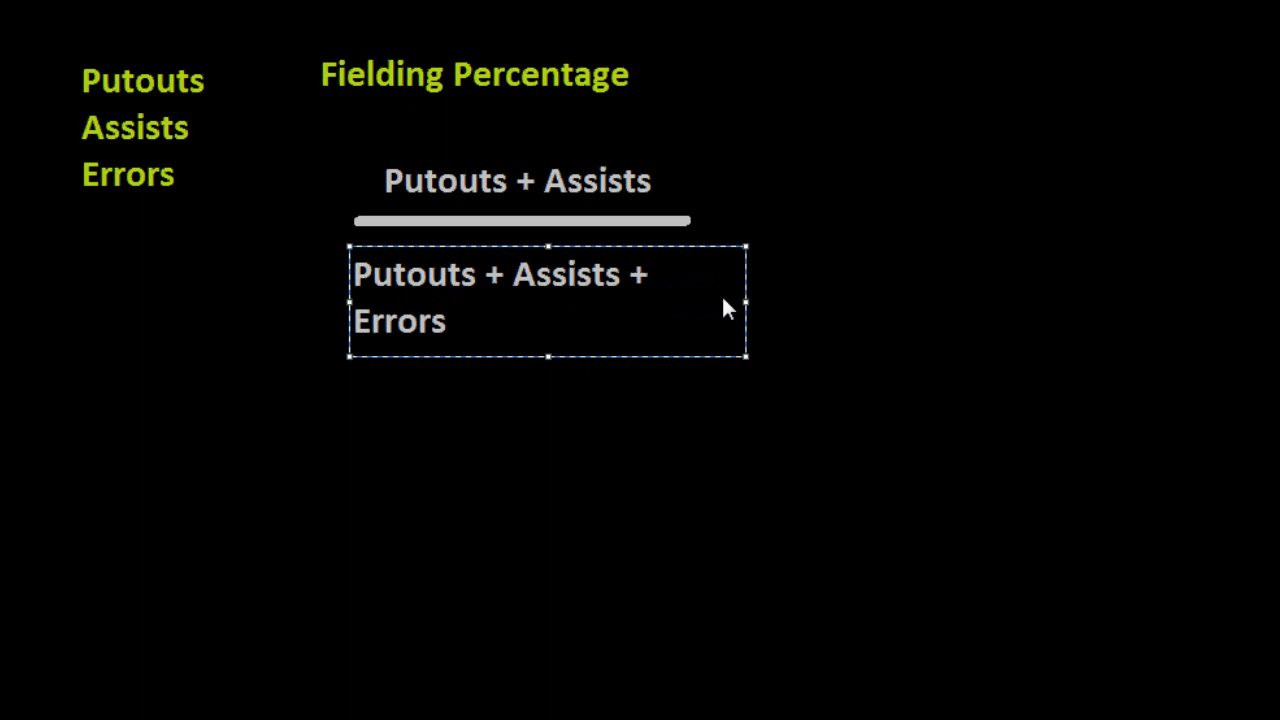 Putouts
Assists
Errors
Fielding Percentage
Putouts + Assists
Putouts + Assists +
Errors